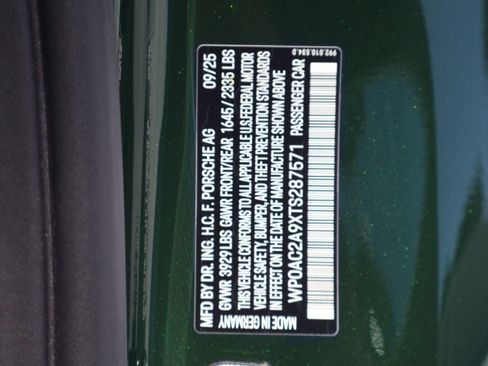 992.010.534.D
MFD BY DR. ING. H.C. F. PORSCHE AG 09/25
GVWR 3929 LBS GAWR FRONT/REAR 1645 / 2335 LBS
THIS VEHICLE CONFORMS TO ALL APPLICABLE U.S. FEDERAL MOTOR
VEHICLE SAFETY, BUMPER, AND THEFT PREVENTION STANDARDS
IN EFFECT ON THE DATE OF MANUFACTURE SHOWN ABOVE
WP0AC2A9XTS287571 PASSENGER CAR
MADE IN GERMANY